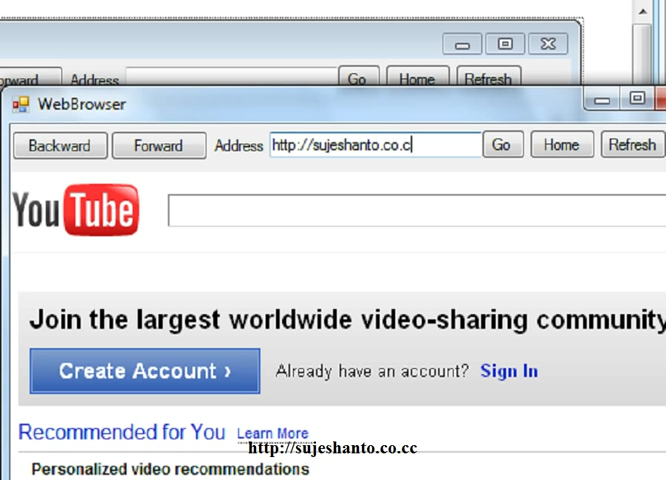 orward Address Go Home Refresh
WebBrowser
Backward Forward Address http://sujeshanto.co.c Go Home Refresh
YouTube
Join the largest worldwide video-sharing community
Create Account › Already have an account? Sign In
Recommended for You Learn More
http://sujeshanto.co.cc
Personalized video recommendations